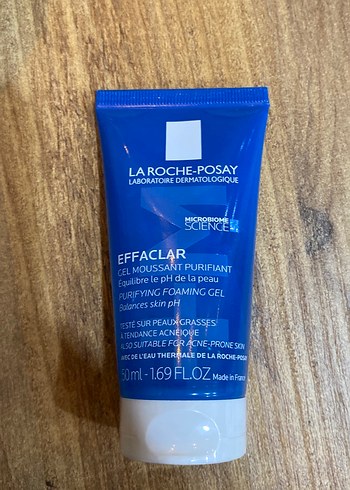 LA ROCHE-POSAY
LABORATOIRE DERMATOLOGIQUE
MICROBIOME
SCIENCE
EFFACLAR
GEL MOUSSANT PURIFIANT
Équilibre le pH de la peau
PURIFYING FOAMING GEL
Balances skin pH
TESTÉ SUR PEAUX GRASSES
À TENDANCE ACNÉIQUE
ALSO SUITABLE FOR ACNE-PRONE SKIN
AVEC DE L'EAU THERMALE DE LA ROCHE-POSAY
50 ml - 1.69 FL.OZ Made in France